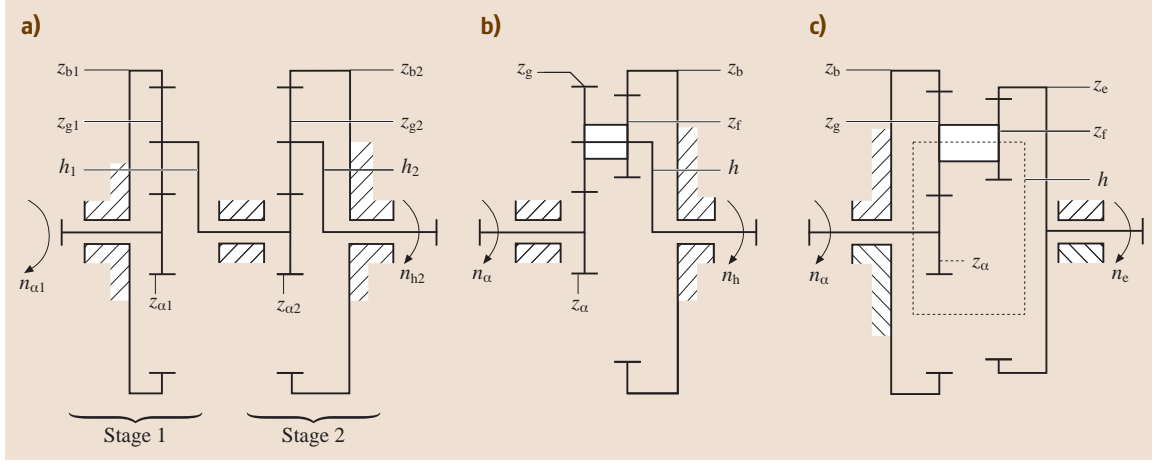 a)
z_b1
z_g1
h_1
n_α1
z_α1
z_b2
z_g2
h_2
n_h2
z_α2
Stage 1
Stage 2
b)
z_g
z_b
z_f
h
n_α
z_α
n_h
c)
z_b
z_g
z_e
z_f
h
n_α
z_α
n_e